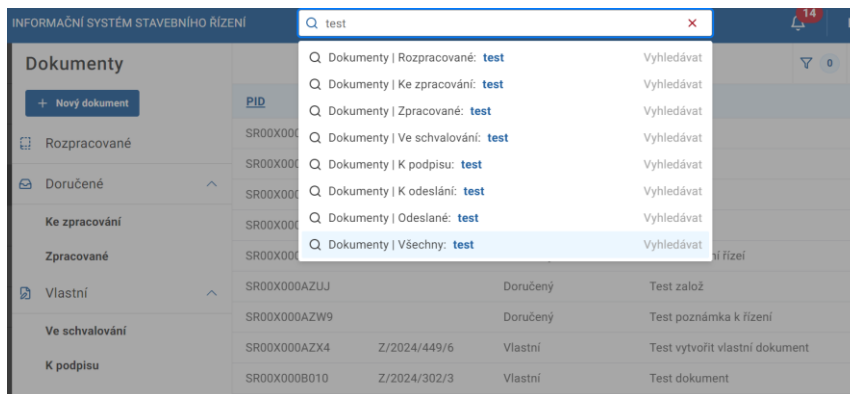 INFORMAČNÍ SYSTÉM STAVEBNÍHO ŘÍZENÍ
test
14
Dokumenty
0
+ Nový dokument
Rozpracované
Doručené
Ke zpracování
Zpracované
Vlastní
Ve schvalování
K podpisu
Dokumenty | Rozpracované: test Vyhledávat
Dokumenty | Ke zpracování: test Vyhledávat
Dokumenty | Zpracované: test Vyhledávat
Dokumenty | Ve schvalování: test Vyhledávat
Dokumenty | K podpisu: test Vyhledávat
Dokumenty | K odeslání: test Vyhledávat
Dokumenty | Odeslané: test Vyhledávat
Dokumenty | Všechny: test Vyhledávat
PID
SR00X000
SR00X000
SR00X000
SR00X000
SR00X000 ní řízeí
SR00X000AZUJ Doručený Test založ
SR00X000AZW9 Doručený Test poznámka k řízení
SR00X000AZX4 Z/2024/449/6 Vlastní Test vytvořit vlastní dokument
SR00X000B010 Z/2024/302/3 Vlastní Test dokument